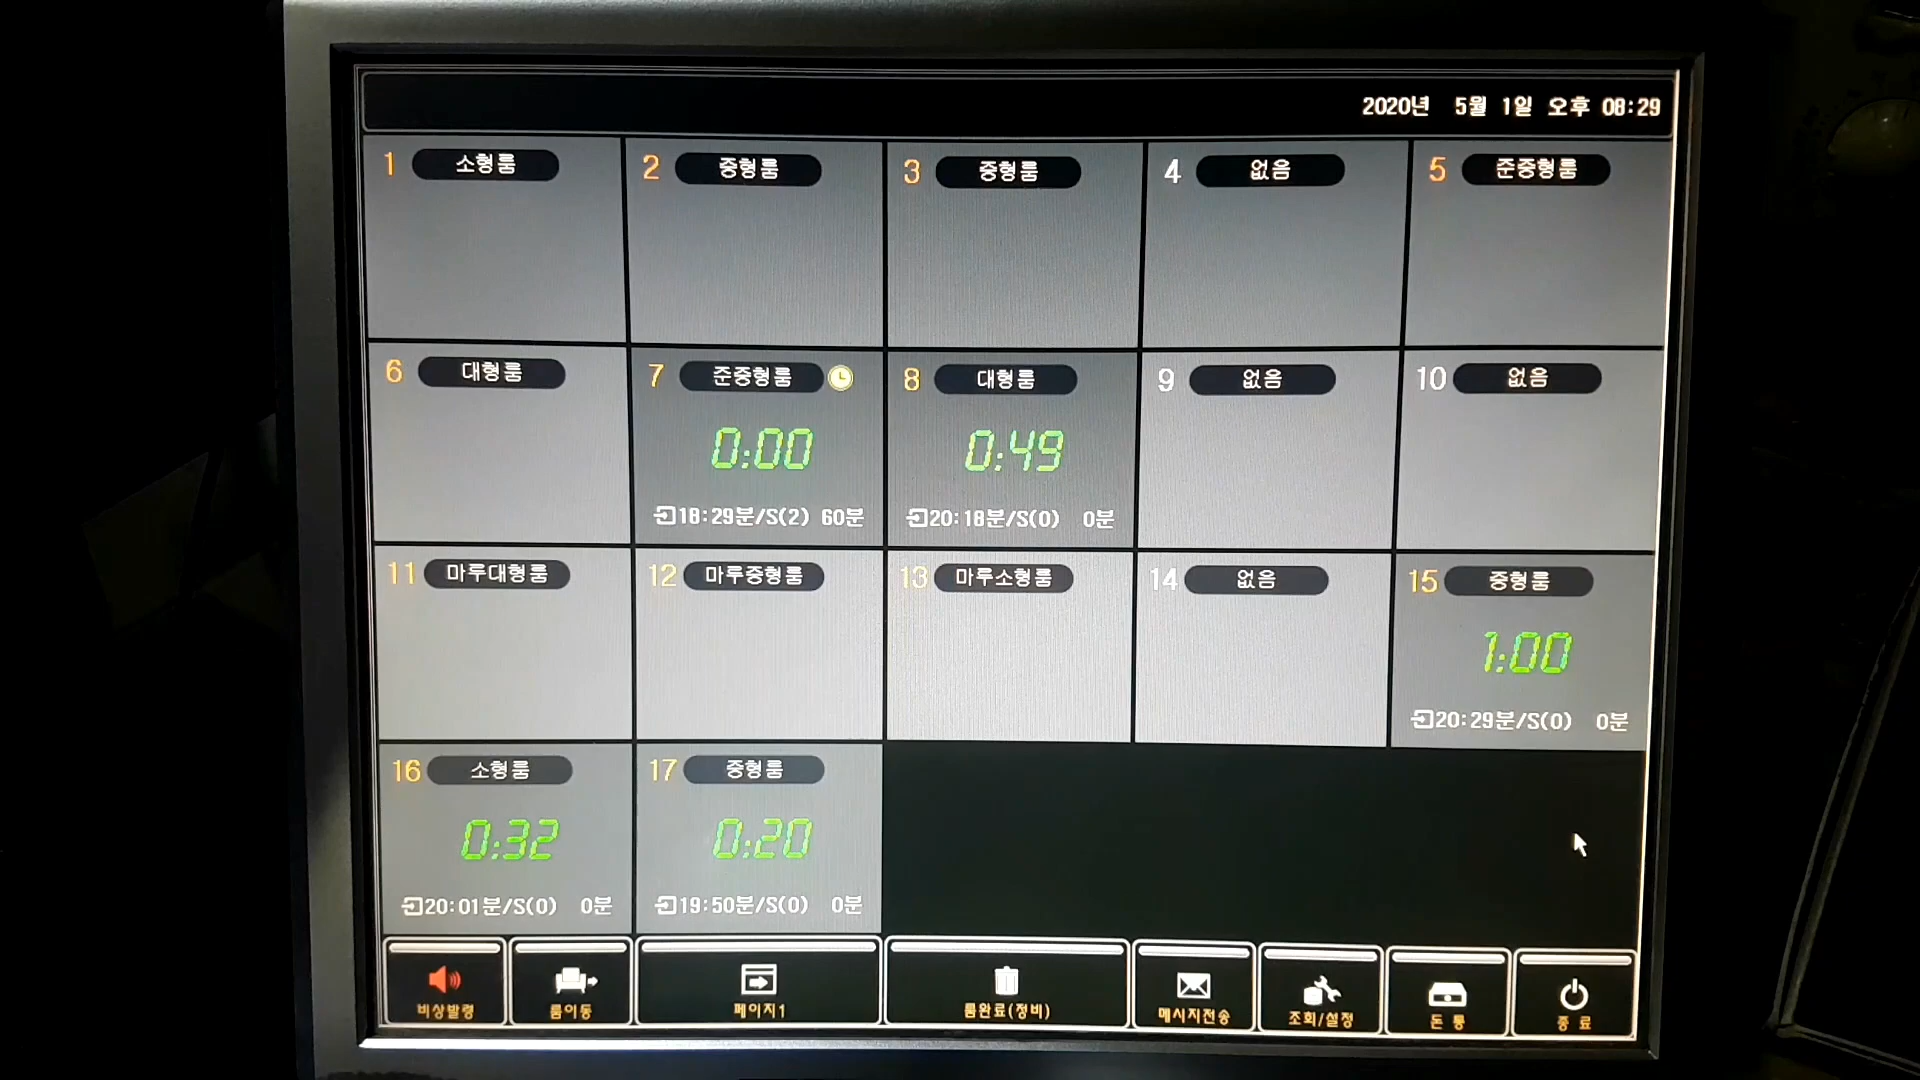 2020년 5월 1일 오후 08:29
1 소형룸
2 중형룸
3 중형룸
4 없음
5 준중형룸
6 대형룸
7 준중형룸
0:00
18:29분/S(2) 60분
8 대형룸
0:49
20:18분/S(0) 0분
9 없음
10 없음
11 마루대형룸
12 마루중형룸
13 마루소형룸
14 없음
15 중형룸
1:00
20:29분/S(0) 0분
16 소형룸
0:32
20:01분/S(0) 0분
17 중형룸
0:20
19:50분/S(0) 0분
비상발령
룸이동
페이지1
룸완료(정비)
메시지전송
조회/설정
돈 통
종 료